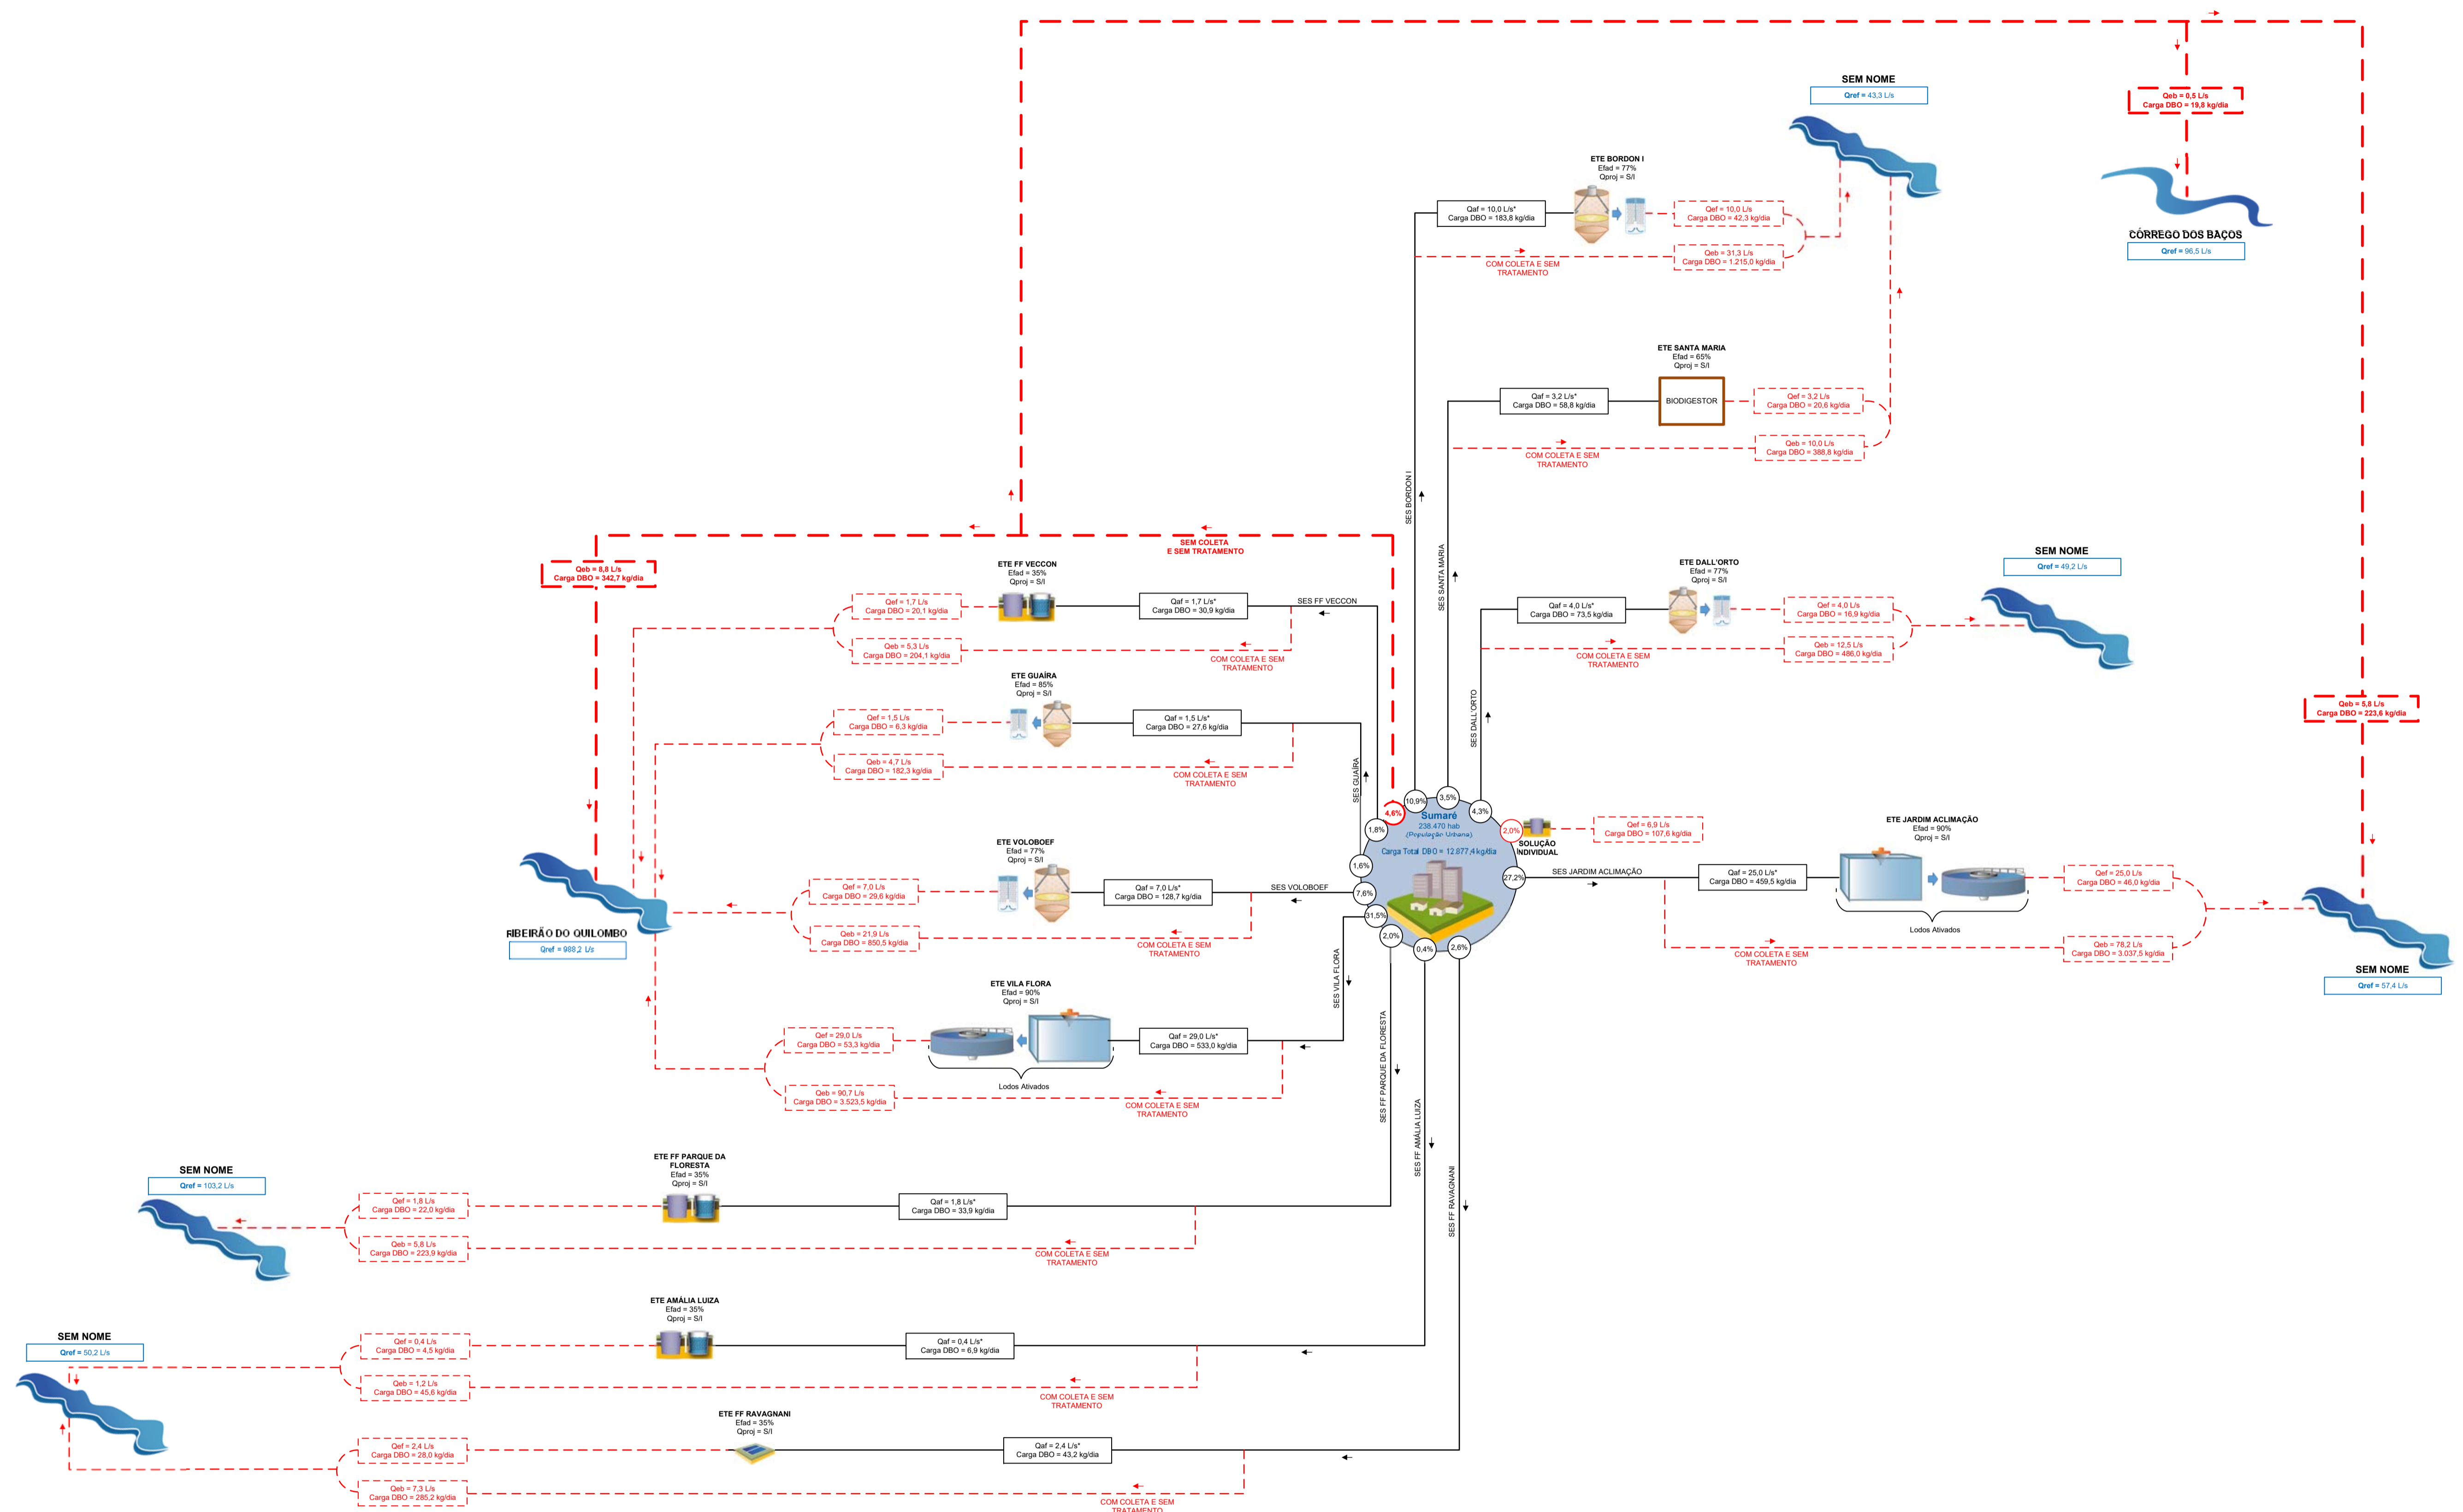 SEM NOME
Qref = 43,3 L/s
Qeb = 0,5 L/s
Carga DBO = 19,8 kg/dia
CÓRREGO DOS BAÇOS
Qref = 96,5 L/s
ETE BORDON I
Efad = 77%
Qproj = S/I
Qaf = 10,0 L/s*
Carga DBO = 183,8 kg/dia
Qef = 10,0 L/s
Carga DBO = 42,3 kg/dia
COM COLETA E SEM
TRATAMENTO
Qeb = 31,3 L/s
Carga DBO = 1.215,0 kg/dia
ETE SANTA MARIA
Efad = 65%
Qproj = S/I
Qaf = 3,2 L/s*
Carga DBO = 58,8 kg/dia
BIODIGESTOR
Qef = 3,2 L/s
Carga DBO = 20,6 kg/dia
COM COLETA E SEM
TRATAMENTO
Qeb = 10,0 L/s
Carga DBO = 388,8 kg/dia
SES BORDON I
SES SANTA MARIA
SES DALL'ORTO
SES GUAÍRA
SEM COLETA
E SEM TRATAMENTO
Qeb = 8,8 L/s
Carga DBO = 342,7 kg/dia
ETE FF VECCON
Efad = 35%
Qproj = S/I
Qef = 1,7 L/s
Carga DBO = 20,1 kg/dia
Qaf = 1,7 L/s*
Carga DBO = 30,9 kg/dia
SES FF VECCON
Qeb = 5,3 L/s
Carga DBO = 204,1 kg/dia
COM COLETA E SEM
TRATAMENTO
ETE DALL'ORTO
Efad = 77%
Qproj = S/I
Qaf = 4,0 L/s*
Carga DBO = 73,5 kg/dia
Qef = 4,0 L/s
Carga DBO = 16,9 kg/dia
COM COLETA E SEM
TRATAMENTO
Qeb = 12,5 L/s
Carga DBO = 486,0 kg/dia
SEM NOME
Qref = 49,2 L/s
ETE GUAÍRA
Efad = 85%
Qproj = S/I
Qef = 1,5 L/s
Carga DBO = 6,3 kg/dia
Qaf = 1,5 L/s*
Carga DBO = 27,6 kg/dia
Qeb = 4,7 L/s
Carga DBO = 182,3 kg/dia
COM COLETA E SEM
TRATAMENTO
Qeb = 5,8 L/s
Carga DBO = 223,6 kg/dia
4,6%
10,9%
3,5%
4,3%
2,0%
27,2%
1,8%
1,6%
7,6%
31,5%
2,0%
0,4%
2,6%
Sumaré
238.470 hab
(População Urbana)
Carga Total DBO = 12.877,4 kg/dia
SOLUÇÃO
INDIVIDUAL
Qef = 6,9 L/s
Carga DBO = 107,6 kg/dia
ETE VOLOBOEF
Efad = 77%
Qproj = S/I
Qef = 7,0 L/s
Carga DBO = 29,6 kg/dia
Qaf = 7,0 L/s*
Carga DBO = 128,7 kg/dia
SES VOLOBOEF
Qeb = 21,9 L/s
Carga DBO = 850,5 kg/dia
COM COLETA E SEM
TRATAMENTO
RIBEIRÃO DO QUILOMBO
Qref = 988,2 L/s
SES JARDIM ACLIMAÇÃO
Qaf = 25,0 L/s*
Carga DBO = 459,5 kg/dia
ETE JARDIM ACLIMAÇÃO
Efad = 90%
Qproj = S/I
Lodos Ativados
Qef = 25,0 L/s
Carga DBO = 46,0 kg/dia
COM COLETA E SEM
TRATAMENTO
Qeb = 78,2 L/s
Carga DBO = 3.037,5 kg/dia
SEM NOME
Qref = 57,4 L/s
ETE VILA FLORA
Efad = 90%
Qproj = S/I
Qef = 29,0 L/s
Carga DBO = 53,3 kg/dia
Lodos Ativados
Qaf = 29,0 L/s*
Carga DBO = 533,0 kg/dia
SES VILA FLORA
Qeb = 90,7 L/s
Carga DBO = 3.523,5 kg/dia
COM COLETA E SEM
TRATAMENTO
SES FF PARQUE DA FLORESTA
SES FF AMÁLIA LUIZA
SES FF RAVAGNANI
SEM NOME
Qref = 103,2 L/s
ETE FF PARQUE DA
FLORESTA
Efad = 35%
Qproj = S/I
Qef = 1,8 L/s
Carga DBO = 22,0 kg/dia
Qaf = 1,8 L/s*
Carga DBO = 33,9 kg/dia
Qeb = 5,8 L/s
Carga DBO = 223,9 kg/dia
COM COLETA E SEM
TRATAMENTO
SEM NOME
Qref = 50,2 L/s
ETE AMÁLIA LUIZA
Efad = 35%
Qproj = S/I
Qef = 0,4 L/s
Carga DBO = 4,5 kg/dia
Qaf = 0,4 L/s*
Carga DBO = 6,9 kg/dia
Qeb = 1,2 L/s
Carga DBO = 45,6 kg/dia
COM COLETA E SEM
TRATAMENTO
ETE FF RAVAGNANI
Efad = 35%
Qproj = S/I
Qef = 2,4 L/s
Carga DBO = 28,0 kg/dia
Qaf = 2,4 L/s*
Carga DBO = 43,2 kg/dia
Qeb = 7,3 L/s
Carga DBO = 285,2 kg/dia
COM COLETA E SEM
TRATAMENTO